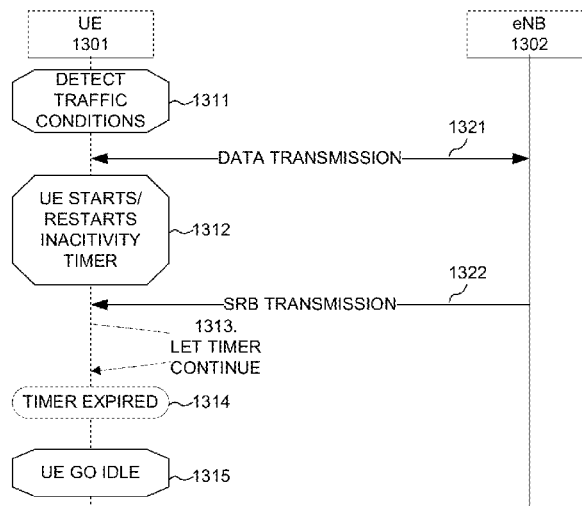 UE
1301
eNB
1302
DETECT
TRAFFIC
CONDITIONS
1311
1321
DATA TRANSMISSION
UE STARTS/
RESTARTS
INACITIVITY
TIMER
1312
1322
SRB TRANSMISSION
1313.
LET TIMER
CONTINUE
TIMER EXPIRED
1314
UE GO IDLE
1315